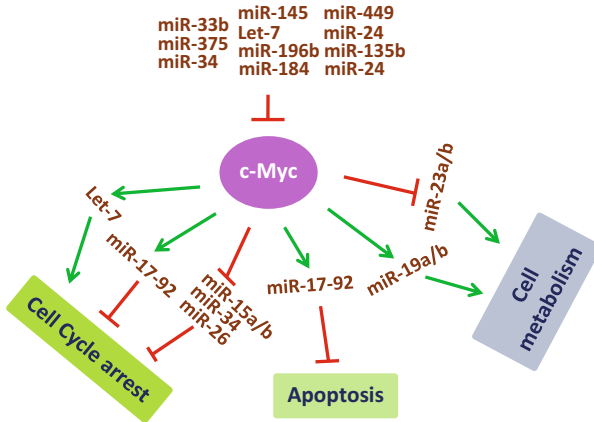 miR-33b
miR-375
miR-34
miR-145
Let-7
miR-196b
miR-184
miR-449
miR-24
miR-135b
miR-24
c-Myc
Let-7
miR-17-92
miR-15a/b
miR-34
miR-26
miR-17-92
miR-19a/b
miR-23a/b
Cell Cycle arrest
Apoptosis
Cell
metabolism